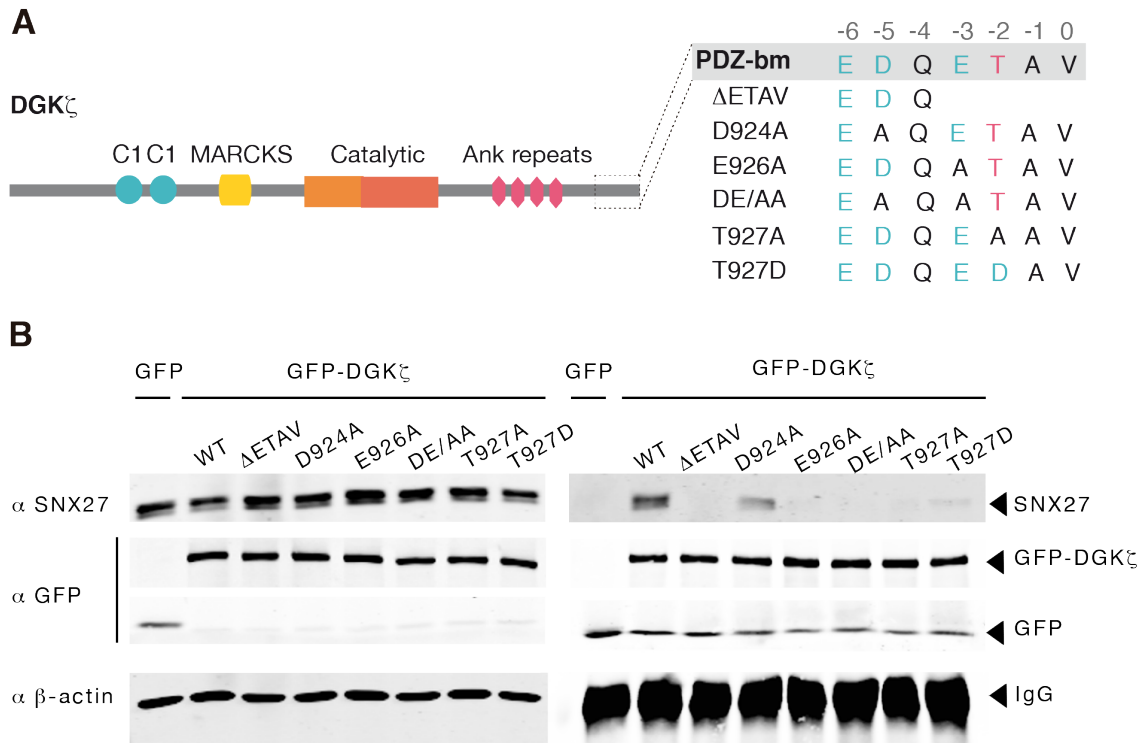 A
-6 -5 -4 -3 -2 -1 0
PDZ-bm E D Q E T A V
DGKζ
ΔETAV E D Q
D924A E A Q E T A V
C1 C1 MARCKS Catalytic Ank repeats
E926A E D Q A T A V
DE/AA E A Q A T A V
T927A E D Q E A A V
T927D E D Q E D A V
B
GFP GFP-DGKζ GFP GFP-DGKζ
WT ΔETAV D924A E926A DE/AA T927A T927D WT ΔETAV D924A E926A DE/AA T927A T927D
α SNX27 SNX27
GFP-DGKζ
α GFP
GFP
α β-actin IgG